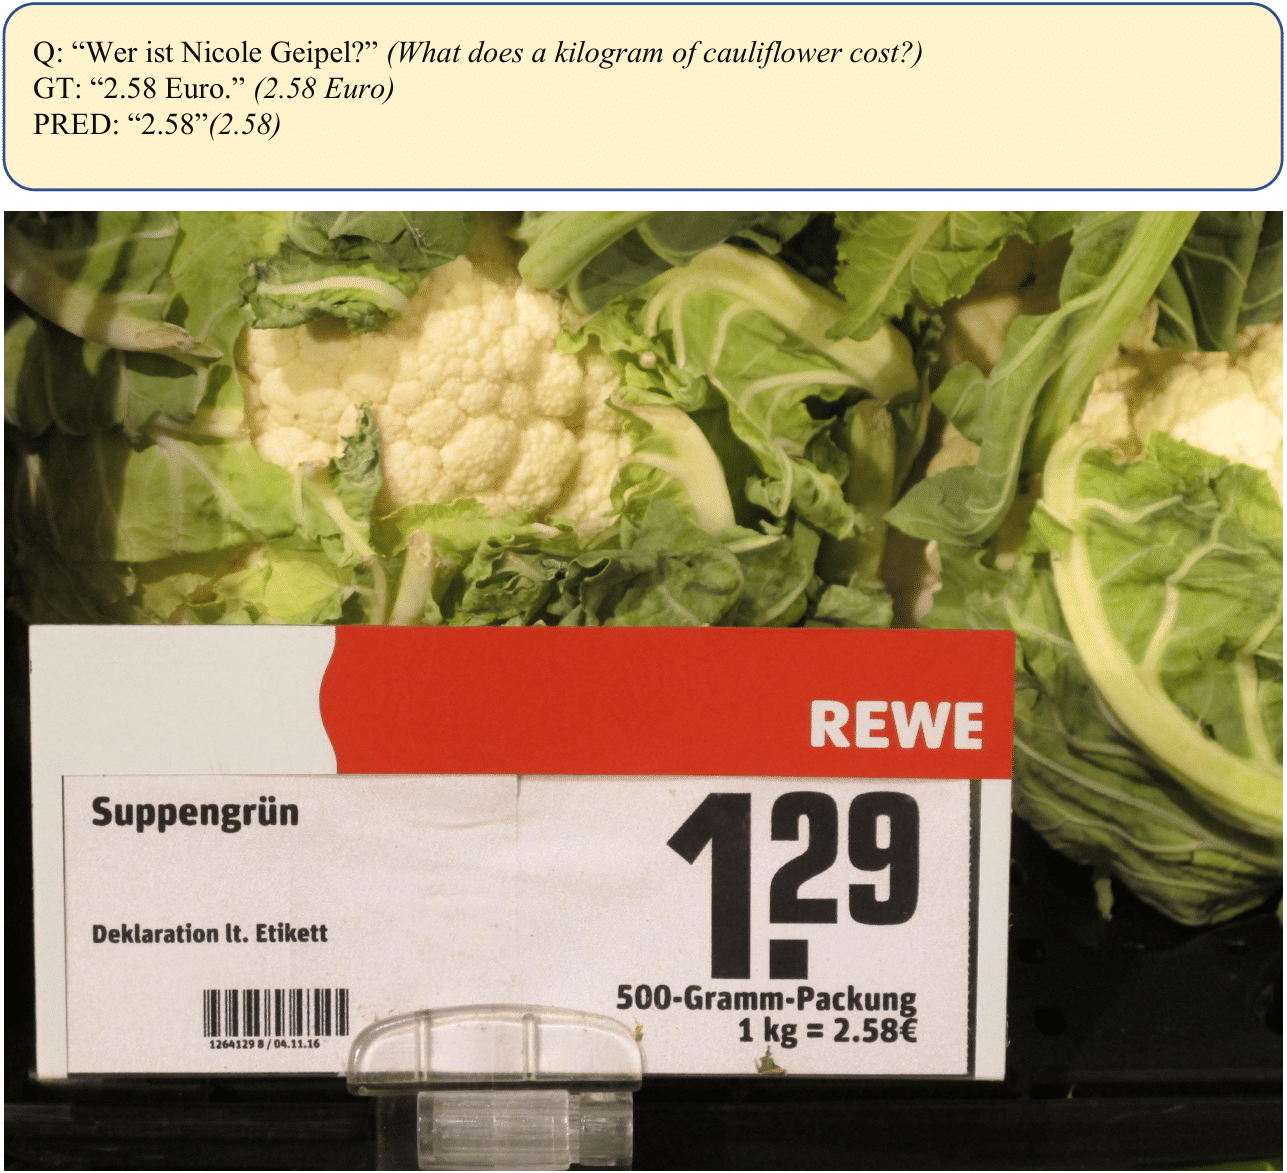 Q: “Wer ist Nicole Geipel?” (What does a kilogram of cauliflower cost?)
GT: “2.58 Euro.” (2.58 Euro)
PRED: “2.58”(2.58)
REWE
Suppengrün
1.29
Deklaration lt. Etikett
500-Gramm-Packung
1 kg = 2.58€
1264129 8 / 04.11.16